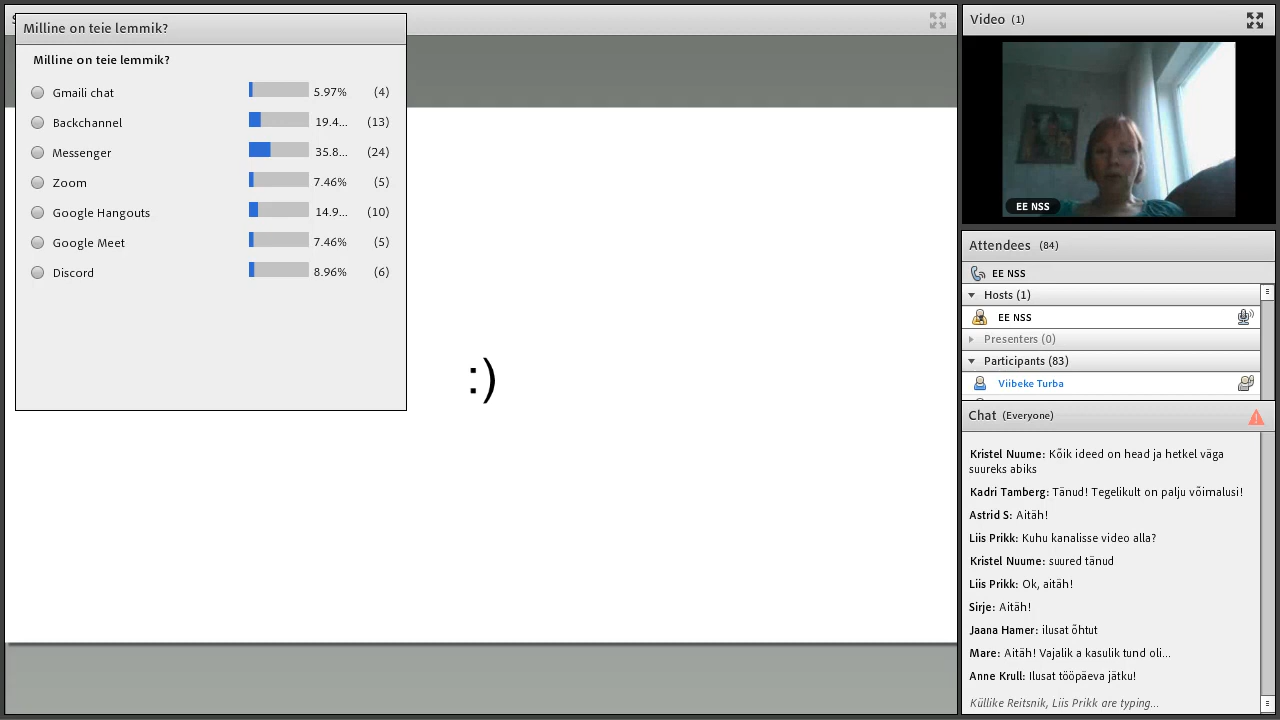 Milline on teie lemmik?
Milline on teie lemmik?
Gmaili chat 5.97% (4)
Backchannel 19.4... (13)
Messenger 35.8... (24)
Zoom 7.46% (5)
Google Hangouts 14.9... (10)
Google Meet 7.46% (5)
Discord 8.96% (6)
:)
Video (1)
EE NSS
Attendees (84)
EE NSS
Hosts (1)
EE NSS
Presenters (0)
Participants (83)
Viibeke Turba
Chat (Everyone)
Kristel Nuume: Kõik ideed on head ja hetkel väga
suureks abiks
Kadri Tamberg: Tänud! Tegelikult on palju võimalusi!
Astrid S: Aitäh!
Liis Prikk: Kuhu kanalisse video alla?
Kristel Nuume: suured tänud
Liis Prikk: Ok, aitäh!
Sirje: Aitäh!
Jaana Hamer: ilusat õhtut
Mare: Aitäh! Vajalik a kasulik tund oli...
Anne Krull: Ilusat tööpäeva jätku!
Küllike Reitsnik, Liis Prikk are typing...